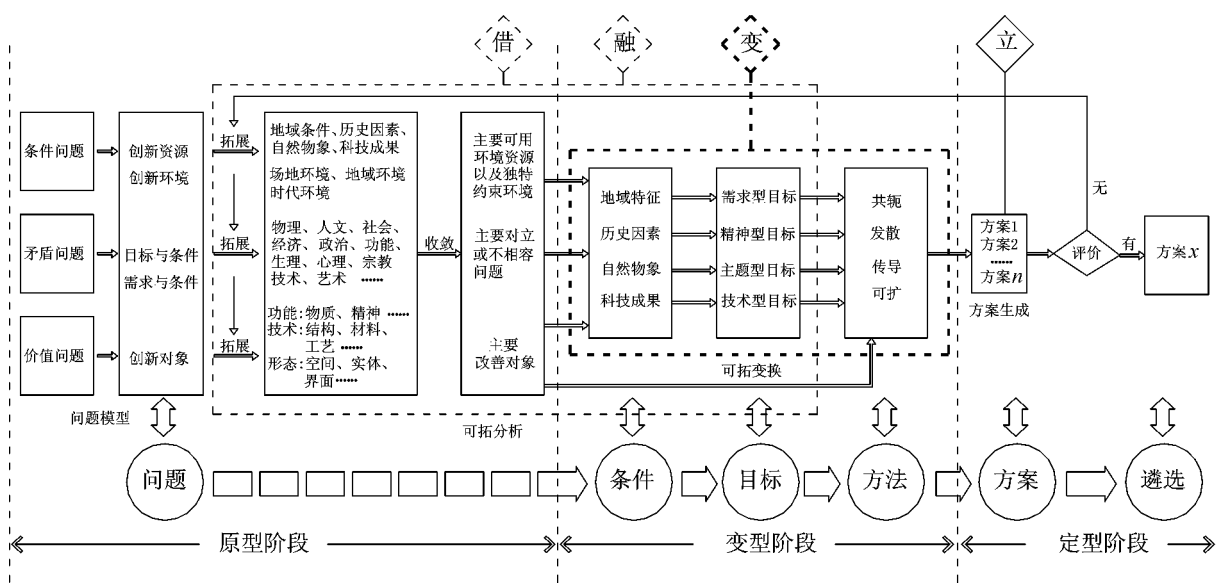 借
融
变
立
条件问题
矛盾问题
价值问题
创新资源
创新环境
目标与条件
需求与条件
创新对象
问题模型
拓展
拓展
拓展
地域条件、历史因素、
自然物象、科技成果
场地环境、地域环境
时代环境
物理、人文、社会、
经济、政治、功能、
生理、心理、宗教
技术、艺术 ……
功能:物质、精神 ……
技术:结构、材料、
工艺 ……
形态:空间、实体、
界面……
收敛
主要可用
环境资源
以及独特
约束环境
主要对立
或不相容
问题
主要
改善对象
可拓分析
地域特征
历史因素
自然物象
科技成果
需求型目标
精神型目标
主题型目标
技术型目标
共轭
发散
传导
可扩
可拓变换
方案1
方案2
……
方案n
方案生成
评价
无
有
方案x
问题
条件
目标
方法
方案
遴选
原型阶段
变型阶段
定型阶段